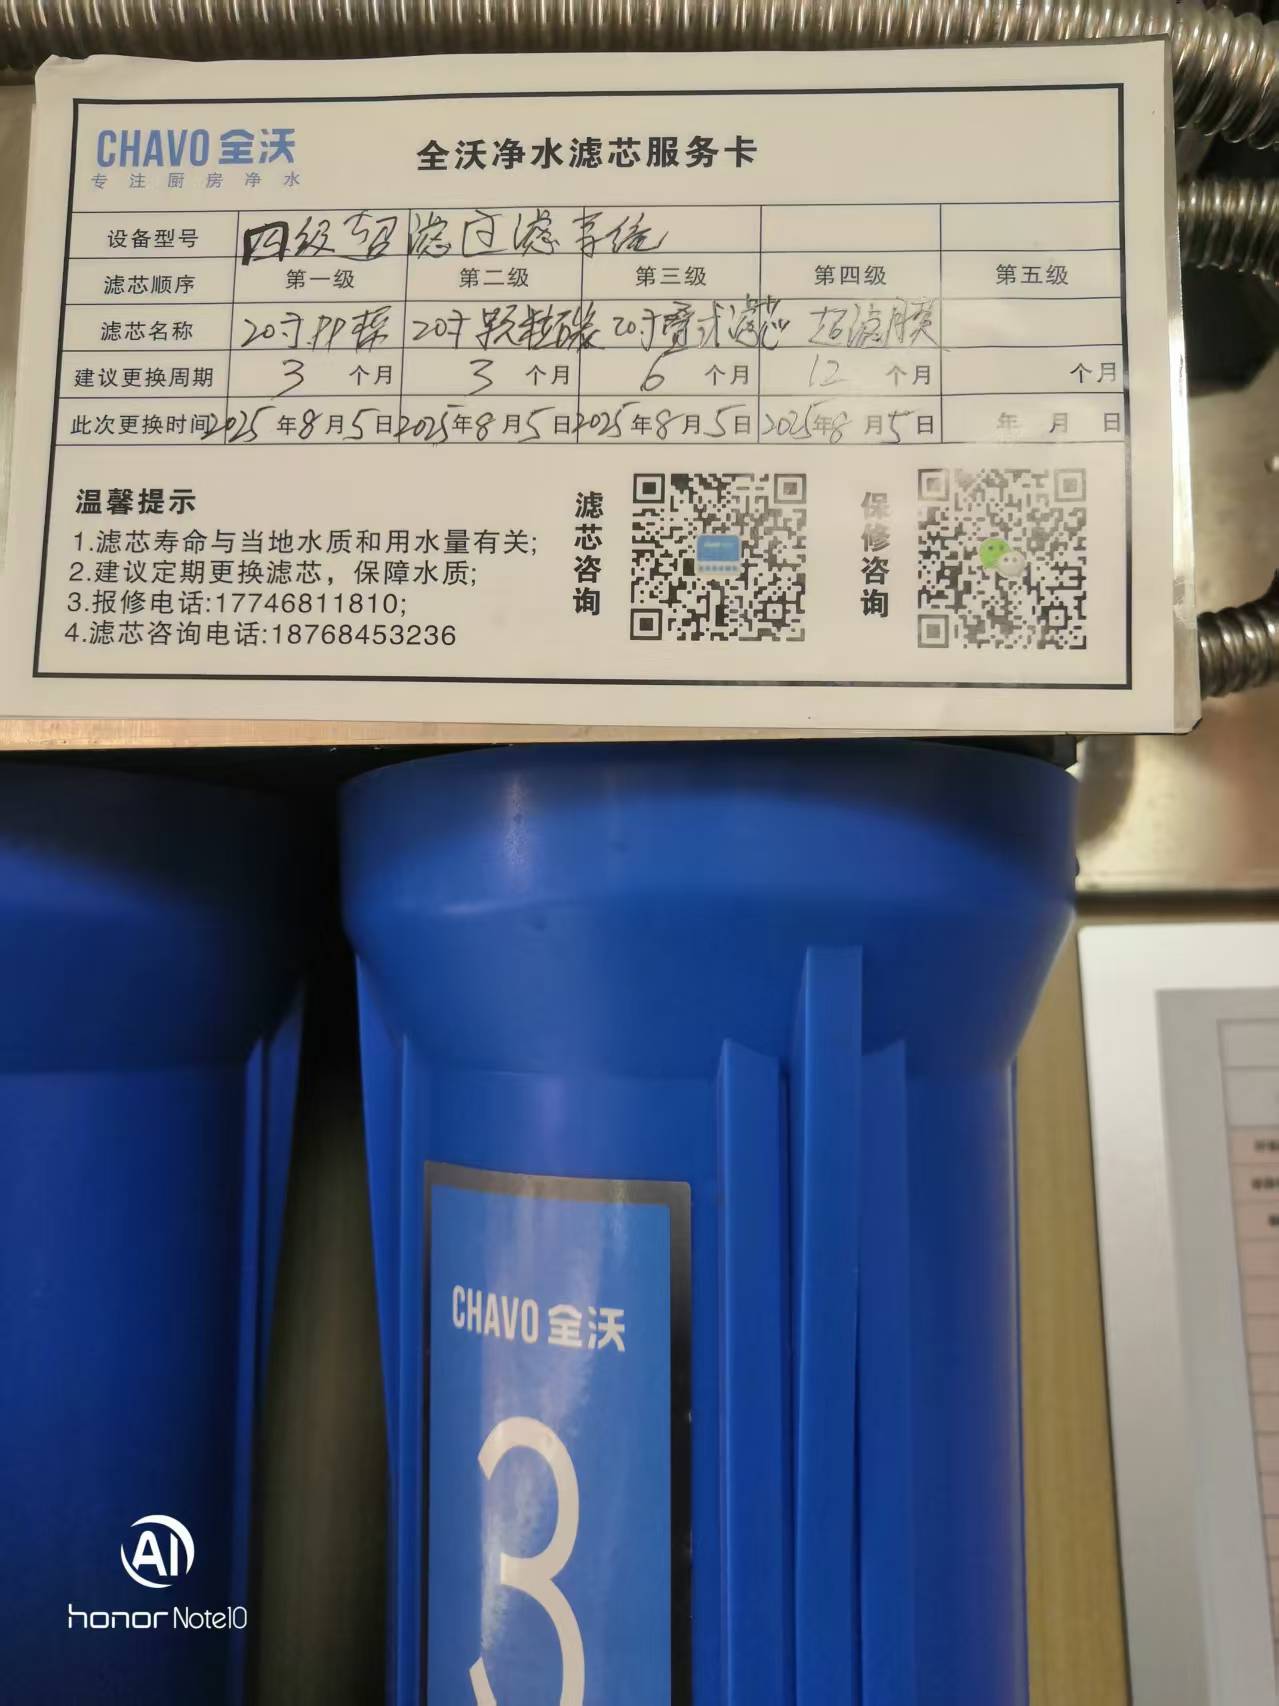 CHAVO 全沃
专注厨房净水
全沃净水滤芯服务卡
设备型号 四级超滤过滤系统
滤芯顺序 第一级 第二级 第三级 第四级 第五级
滤芯名称 20寸PP棉 20寸颗粒碳 20寸叠式滤芯 超滤膜
建议更换周期 3个月 3个月 6个月 12个月 个月
此次更换时间 2025年8月5日 2025年8月5日 2025年8月5日 2025年8月5日 年 月 日
温馨提示
1.滤芯寿命与当地水质和用水量有关;
2.建议定期更换滤芯，保障水质;
3.报修电话:17746811810;
4.滤芯咨询电话:18768453236
滤芯咨询
保修咨询
CHAVO 全沃
3
AI
honor Note10